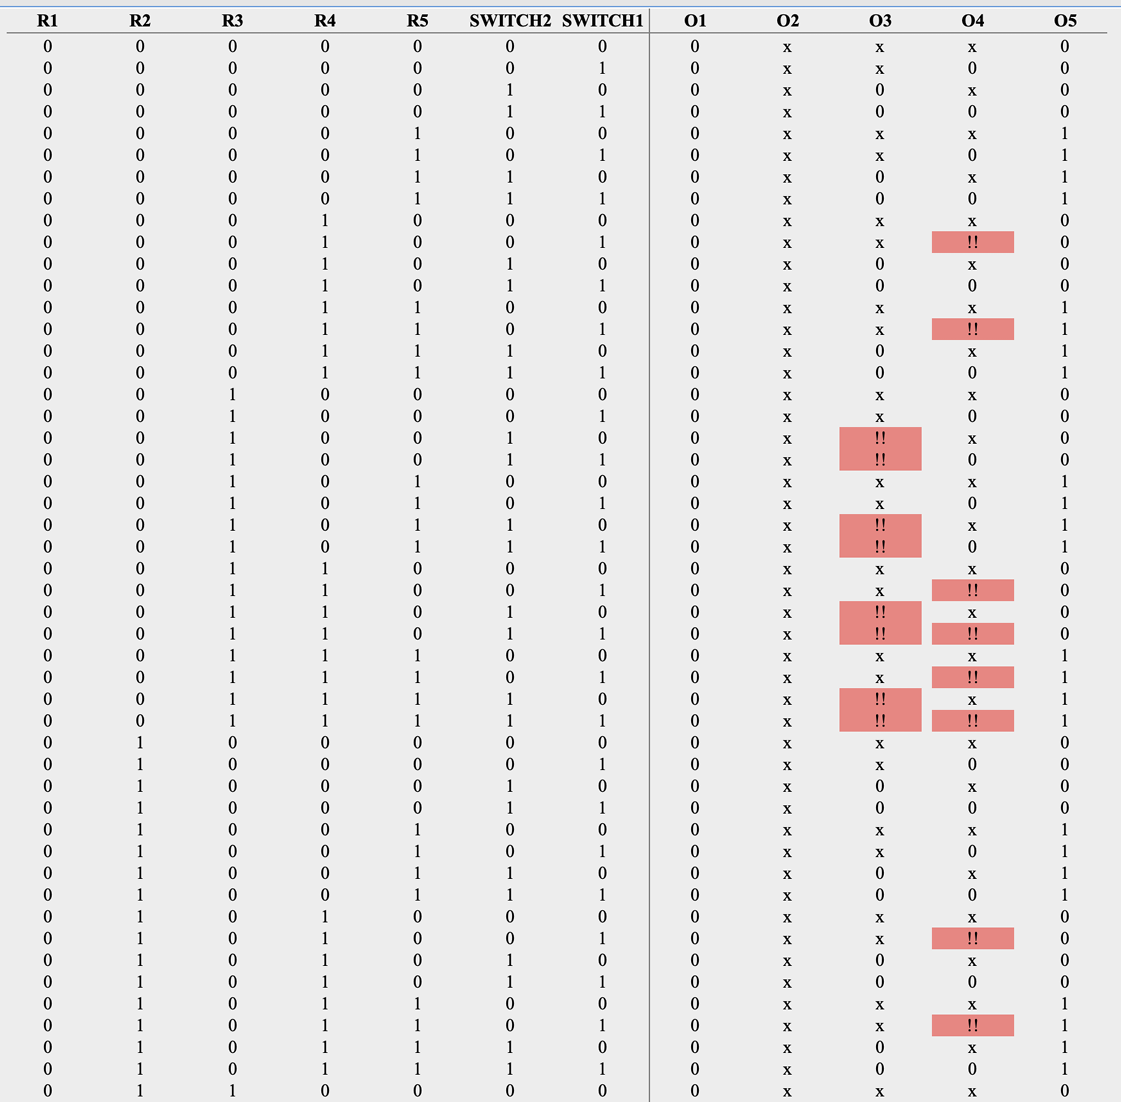 R1 R2 R3 R4 R5 SWITCH2 SWITCH1 O1 O2 O3 O4 O5
0 0 0 0 0 0 0 0 x x x 0
0 0 0 0 0 0 1 0 x x 0 0
0 0 0 0 0 1 0 0 x 0 x 0
0 0 0 0 0 1 1 0 x 0 0 0
0 0 0 0 1 0 0 0 x x x 1
0 0 0 0 1 0 1 0 x x 0 1
0 0 0 0 1 1 0 0 x 0 x 1
0 0 0 0 1 1 1 0 x 0 0 1
0 0 0 1 0 0 0 0 x x x 0
0 0 0 1 0 0 1 0 x x !! 0
0 0 0 1 0 1 0 0 x 0 x 0
0 0 0 1 0 1 1 0 x 0 0 0
0 0 0 1 1 0 0 0 x x x 1
0 0 0 1 1 0 1 0 x x !! 1
0 0 0 1 1 1 0 0 x 0 x 1
0 0 0 1 1 1 1 0 x 0 0 1
0 0 1 0 0 0 0 0 x x x 0
0 0 1 0 0 0 1 0 x x 0 0
0 0 1 0 0 1 0 0 x !! x 0
0 0 1 0 0 1 1 0 x !! 0 0
0 0 1 0 1 0 0 0 x x x 1
0 0 1 0 1 0 1 0 x x 0 1
0 0 1 0 1 1 0 0 x !! x 1
0 0 1 0 1 1 1 0 x !! 0 1
0 0 1 1 0 0 0 0 x x x 0
0 0 1 1 0 0 1 0 x x !! 0
0 0 1 1 0 1 0 0 x !! x 0
0 0 1 1 0 1 1 0 x !! !! 0
0 0 1 1 1 0 0 0 x x x 1
0 0 1 1 1 0 1 0 x x !! 1
0 0 1 1 1 1 0 0 x !! x 1
0 0 1 1 1 1 1 0 x !! !! 1
0 1 0 0 0 0 0 0 x x x 0
0 1 0 0 0 0 1 0 x x 0 0
0 1 0 0 0 1 0 0 x 0 x 0
0 1 0 0 0 1 1 0 x 0 0 0
0 1 0 0 1 0 0 0 x x x 1
0 1 0 0 1 0 1 0 x x 0 1
0 1 0 0 1 1 0 0 x 0 x 1
0 1 0 0 1 1 1 0 x 0 0 1
0 1 0 1 0 0 0 0 x x x 0
0 1 0 1 0 0 1 0 x x !! 0
0 1 0 1 0 1 0 0 x 0 x 0
0 1 0 1 0 1 1 0 x 0 0 0
0 1 0 1 1 0 0 0 x x x 1
0 1 0 1 1 0 1 0 x x !! 1
0 1 0 1 1 1 0 0 x 0 x 1
0 1 0 1 1 1 1 0 x 0 0 1
0 1 1 0 0 0 0 0 x x x 0